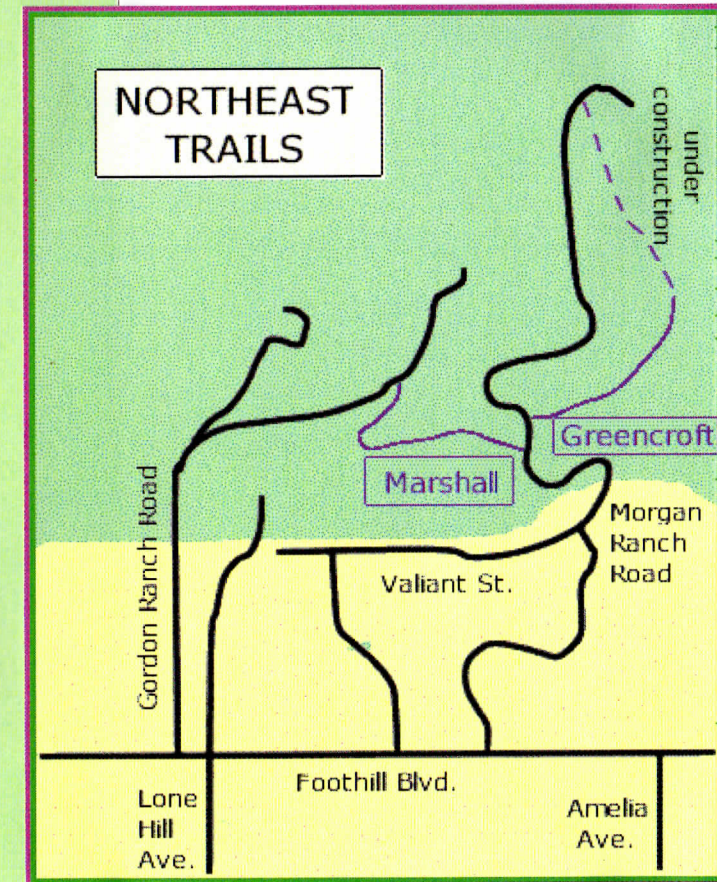 NORTHEAST
TRAILS
under
construction
Greencroft
Marshall
Morgan
Ranch
Road
Gordon Ranch Road
Valiant St.
Foothill Blvd.
Lone
Hill
Ave.
Amelia
Ave.